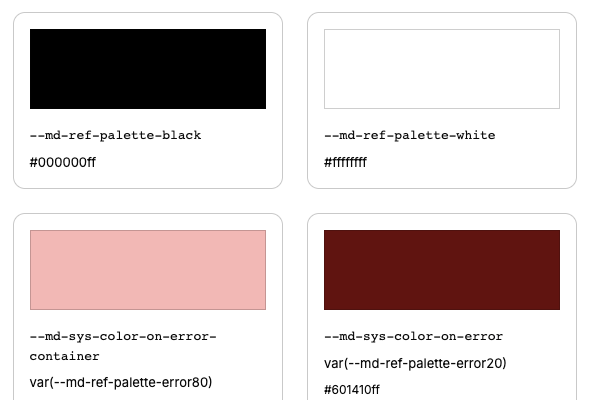 --md-ref-palette-black
#000000ff
--md-ref-palette-white
#ffffffff
--md-sys-color-on-error-
container
var(--md-ref-palette-error80)
--md-sys-color-on-error
var(--md-ref-palette-error20)
#601410ff